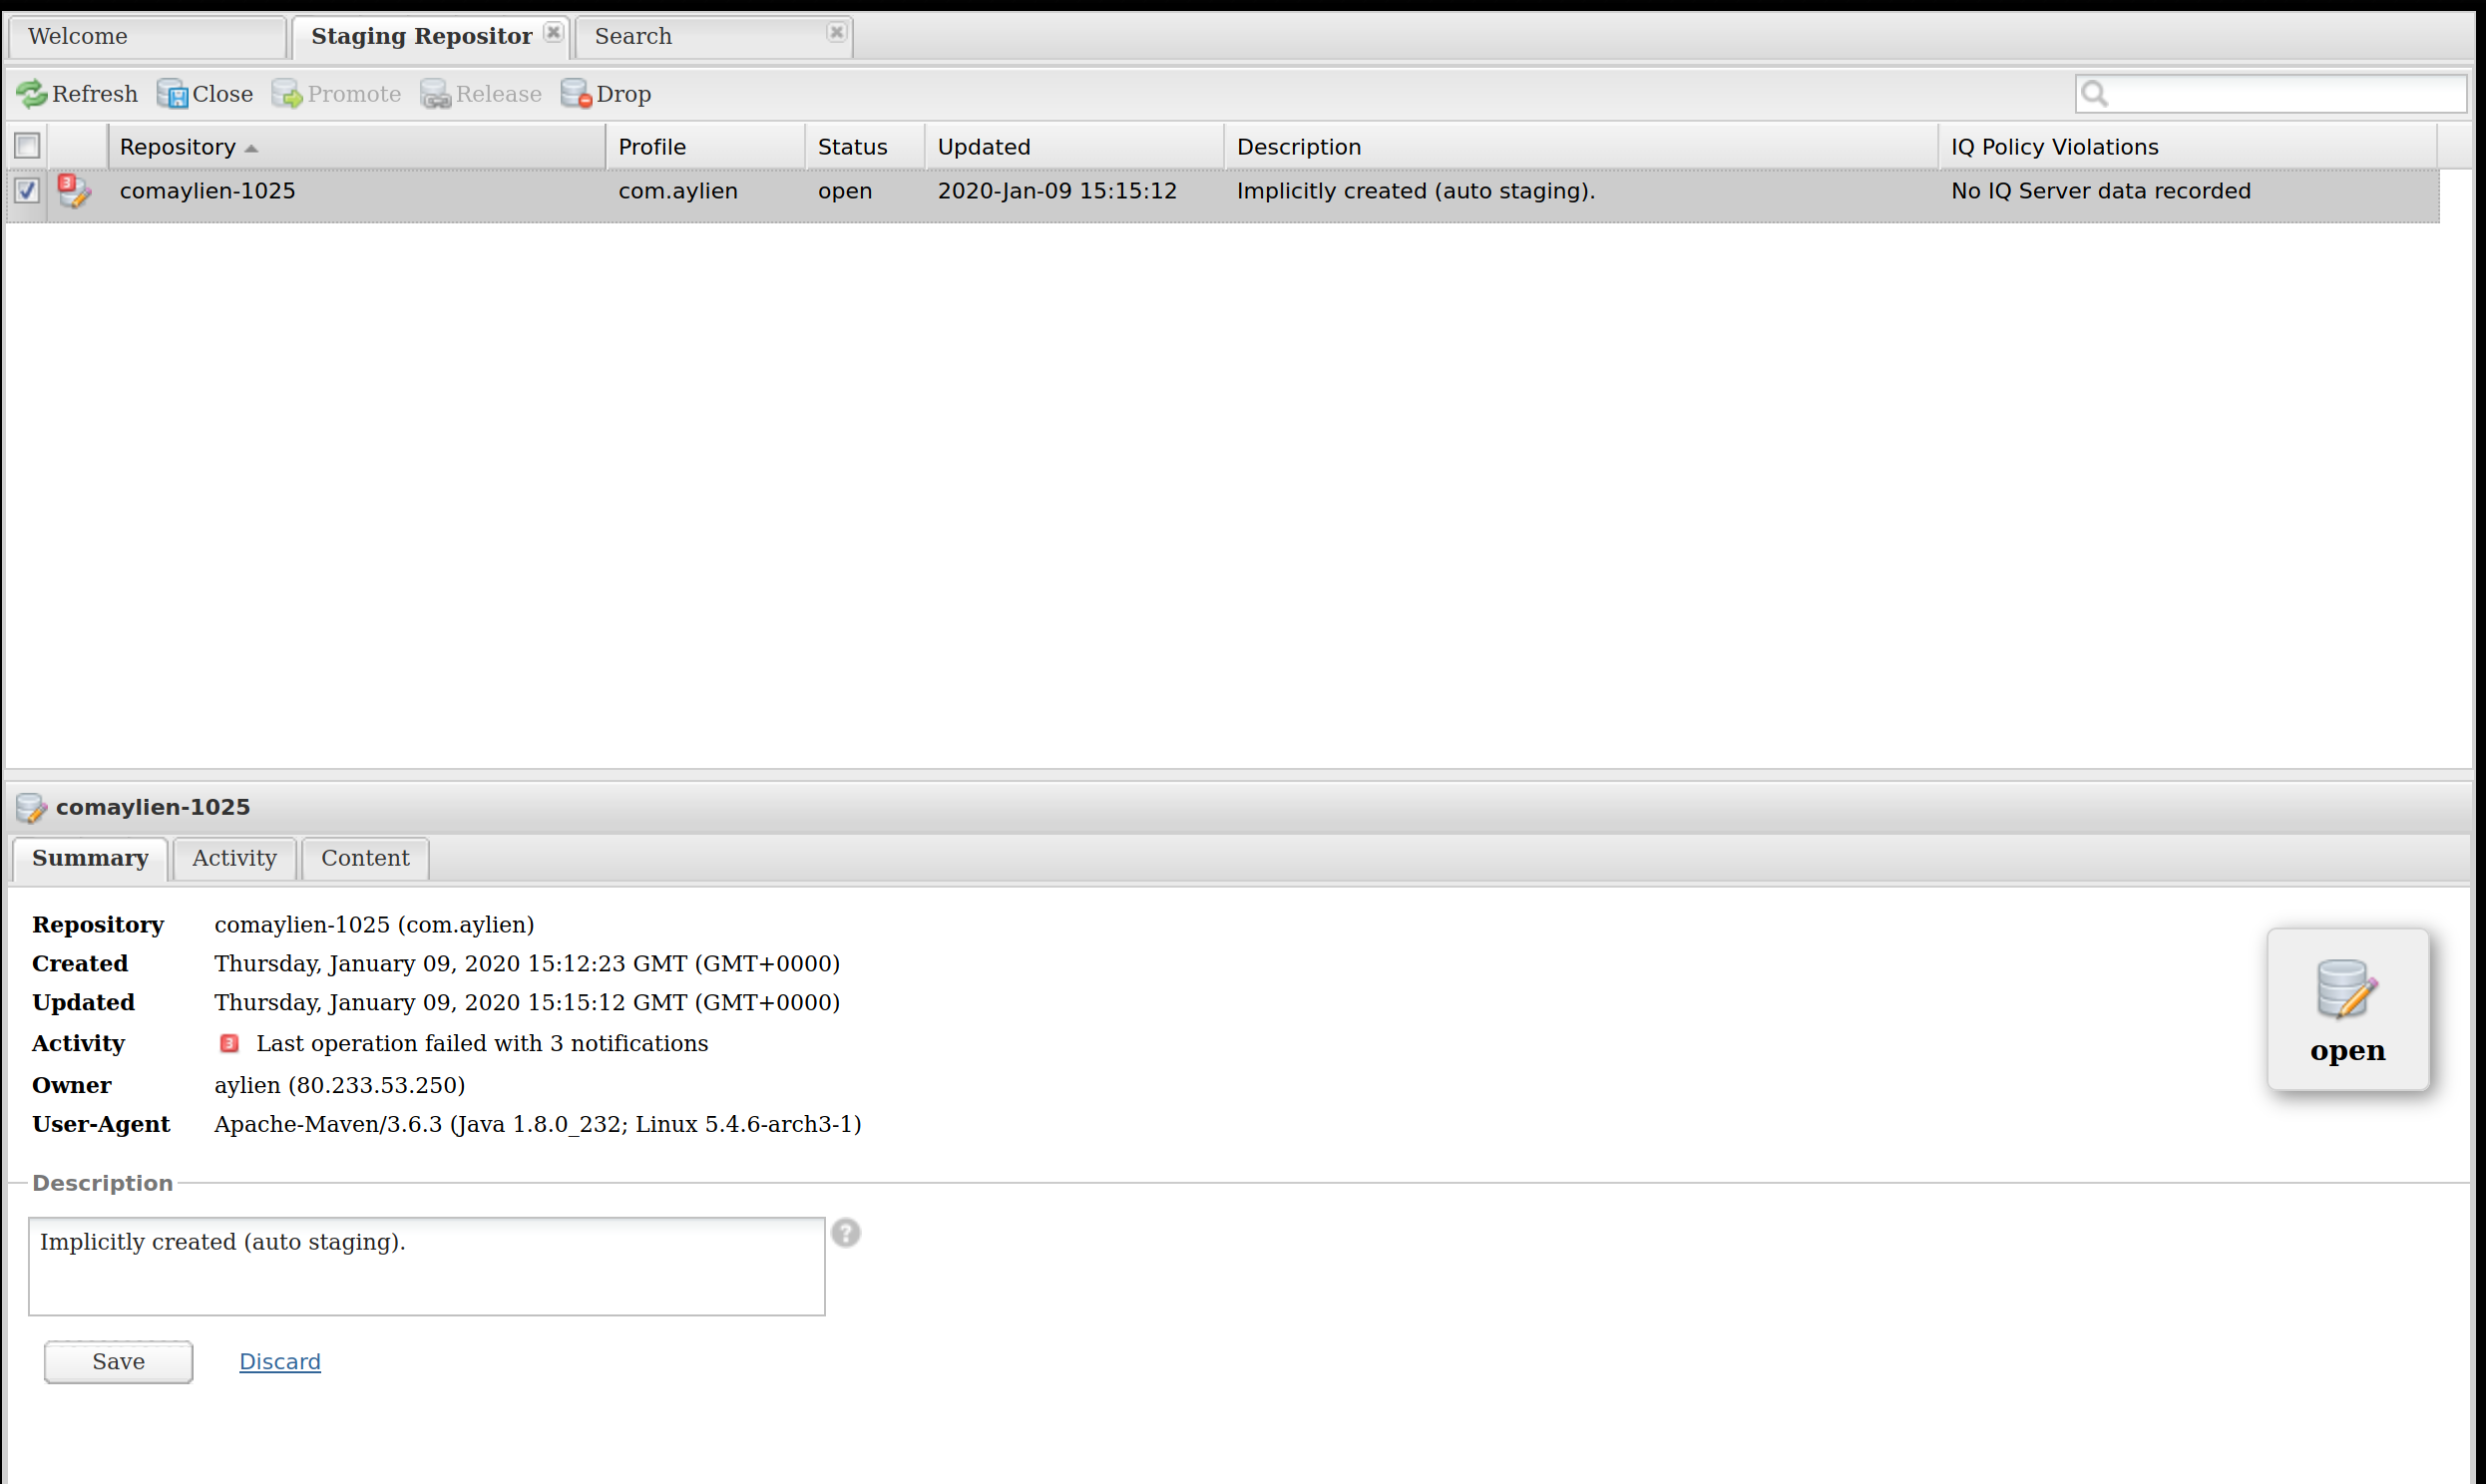 Welcome Staging Repositor Search
Refresh Close Promote Release Drop
Repository Profile Status Updated Description IQ Policy Violations
3 comaylien-1025 com.aylien open 2020-Jan-09 15:15:12 Implicitly created (auto staging). No IQ Server data recorded
comaylien-1025
Summary Activity Content
Repository comaylien-1025 (com.aylien)
Created Thursday, January 09, 2020 15:12:23 GMT (GMT+0000)
Updated Thursday, January 09, 2020 15:15:12 GMT (GMT+0000)
Activity 3 Last operation failed with 3 notifications
Owner aylien (80.233.53.250)
User-Agent Apache-Maven/3.6.3 (Java 1.8.0_232; Linux 5.4.6-arch3-1)
open
Description
Implicitly created (auto staging).
?
Save Discard